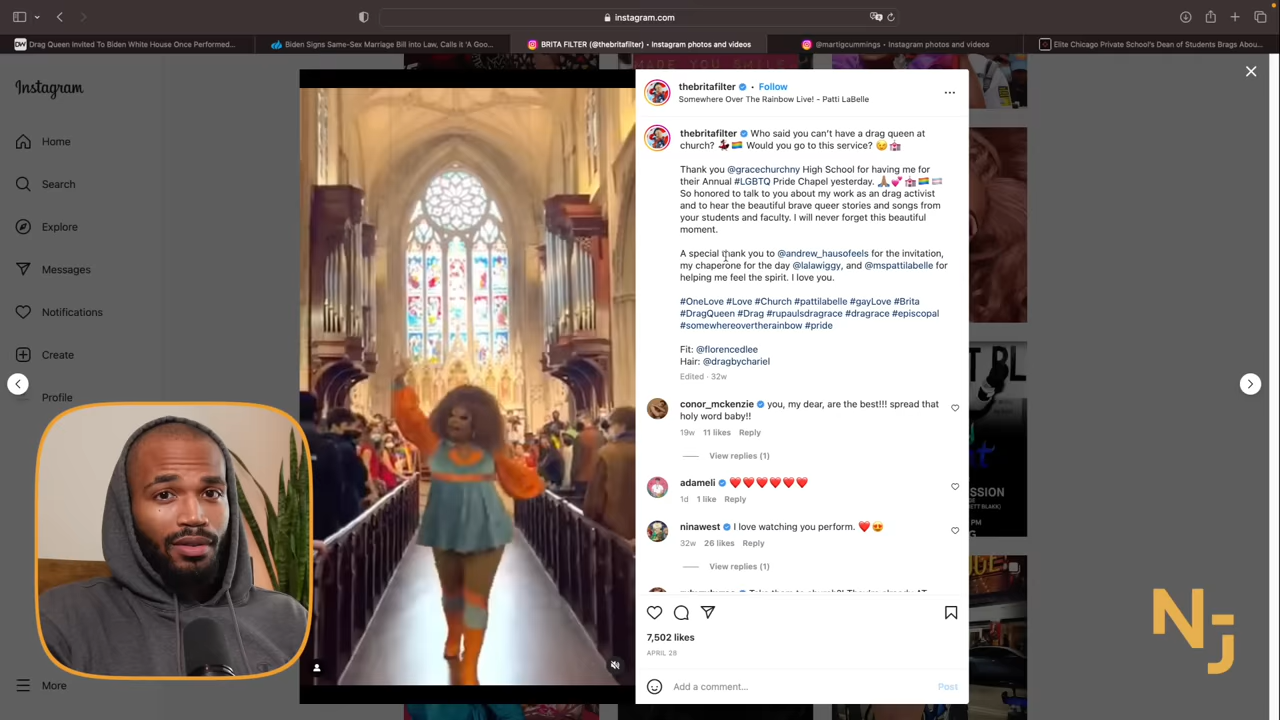 instagram.com
Drag Queen Invited To Biden White House Once Performed...
Biden Signs Same-Sex Marriage Bill into Law, Calls it 'A Goo...
BRITA FILTER (@thebritafilter) • Instagram photos and videos
@martigcummings • Instagram photos and videos
Elite Chicago Private School's Dean of Students Brags Abou...
Instagram
Home
Search
Explore
Messages
Notifications
Create
Profile
More
thebritafilter • Follow
Somewhere Over The Rainbow Live! - Patti LaBelle
thebritafilter Who said you can't have a drag queen at
church? 💃🏿🏳️‍🌈 Would you go to this service? 😉💒
Thank you @gracechurchny High School for having me for
their Annual #LGBTQ Pride Chapel yesterday. 🙏🏽💕💒🏳️‍🌈🏳️‍⚧️
So honored to talk to you about my work as an drag activist
and to hear the beautiful brave queer stories and songs from
your students and faculty. I will never forget this beautiful
moment.
A special thank you to @andrew_hausofeels for the invitation,
my chaperone for the day @lalawiggy, and @mspattilabelle for
helping me feel the spirit. I love you.
#OneLove #Love #Church #pattilabelle #gayLove #Brita
#DragQueen #Drag #rupaulsdragrace #dragrace #episcopal
#somewhereovertherainbow #pride
Fit: @florencedlee
Hair: @dragbychariel
Edited · 32w
conor_mckenzie you, my dear, are the best!!! spread that
holy word baby!!
19w 11 likes Reply
View replies (1)
adameli ❤️❤️❤️❤️❤️❤️
1d 1 like Reply
ninawest I love watching you perform. ❤️😍
32w 26 likes Reply
View replies (1)
7,502 likes
APRIL 28
Add a comment...
Post
NJ